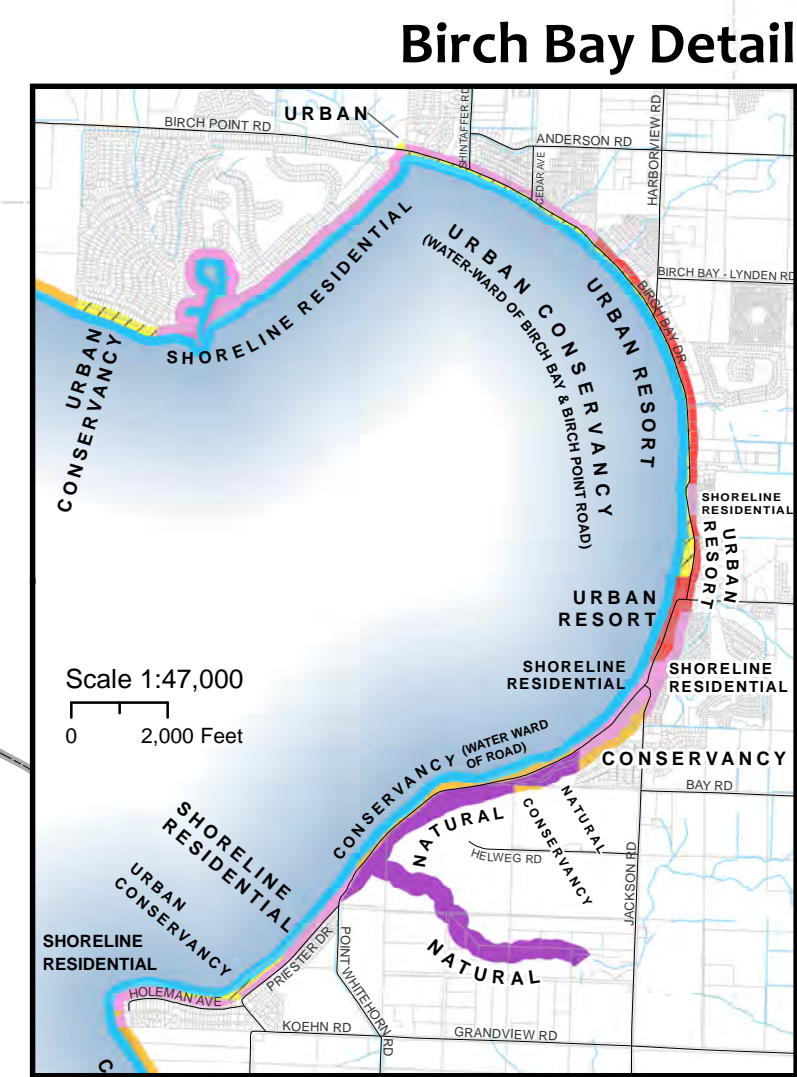 Birch Bay Detail
URBAN
BIRCH POINT RD
SHINTAFFER RD
ANDERSON RD
CEDAR AVE
HARBORVIEW RD
BIRCH BAY - LYNDEN RD
BIRCH BAY DR
SHORELINE RESIDENTIAL
URBAN CONSERVANCY
(WATER-WARD OF BIRCH BAY & BIRCH POINT ROAD)
URBAN RESORT
URBAN
CONSERVANCY
SHORELINE
RESIDENTIAL
URBAN
RESORT
URBAN
RESORT
SHORELINE
RESIDENTIAL
SHORELINE
RESIDENTIAL
Scale 1:47,000
0 2,000 Feet
CONSERVANCY (WATER WARD
OF ROAD)
CONSERVANCY
BAY RD
NATURAL
NATURAL
CONSERVANCY
HELWEG RD
JACKSON RD
SHORELINE
RESIDENTIAL
URBAN
CONSERVANCY
SHORELINE
RESIDENTIAL
NATURAL
PRIESTER DR
POINT WHITEHORN RD
HOLEMAN AVE
KOEHN RD
GRANDVIEW RD
C